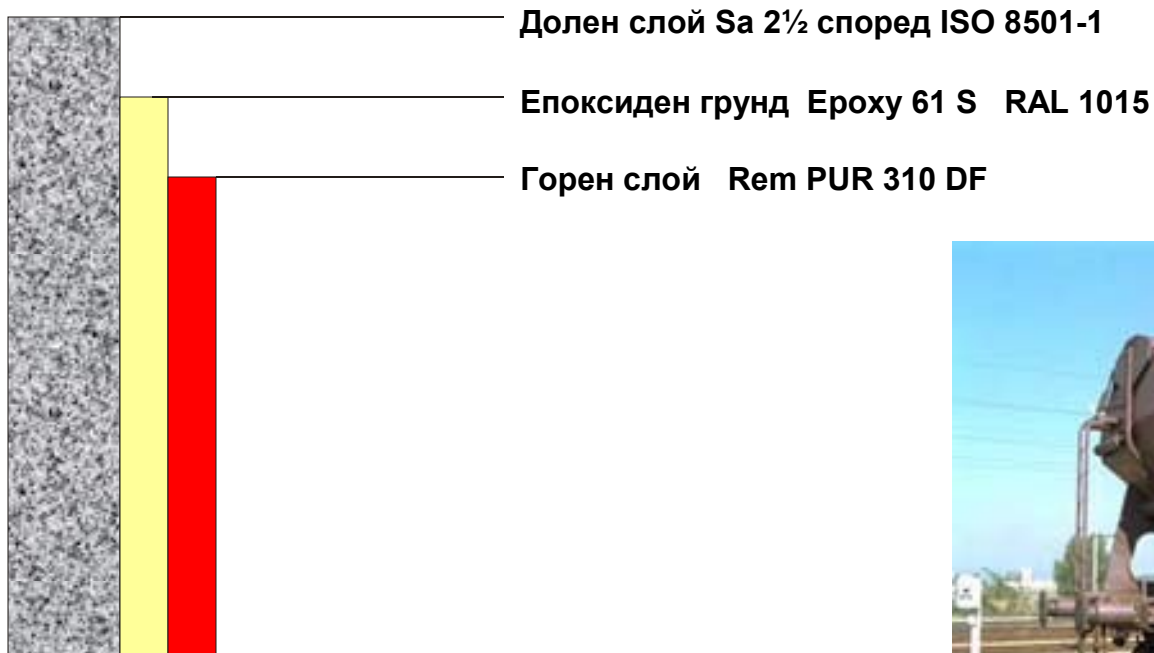 Долен слой Sa 2½ според ISO 8501-1
Епоксиден грунд Epoxy 61 S RAL 1015
Горен слой Rem PUR 310 DF